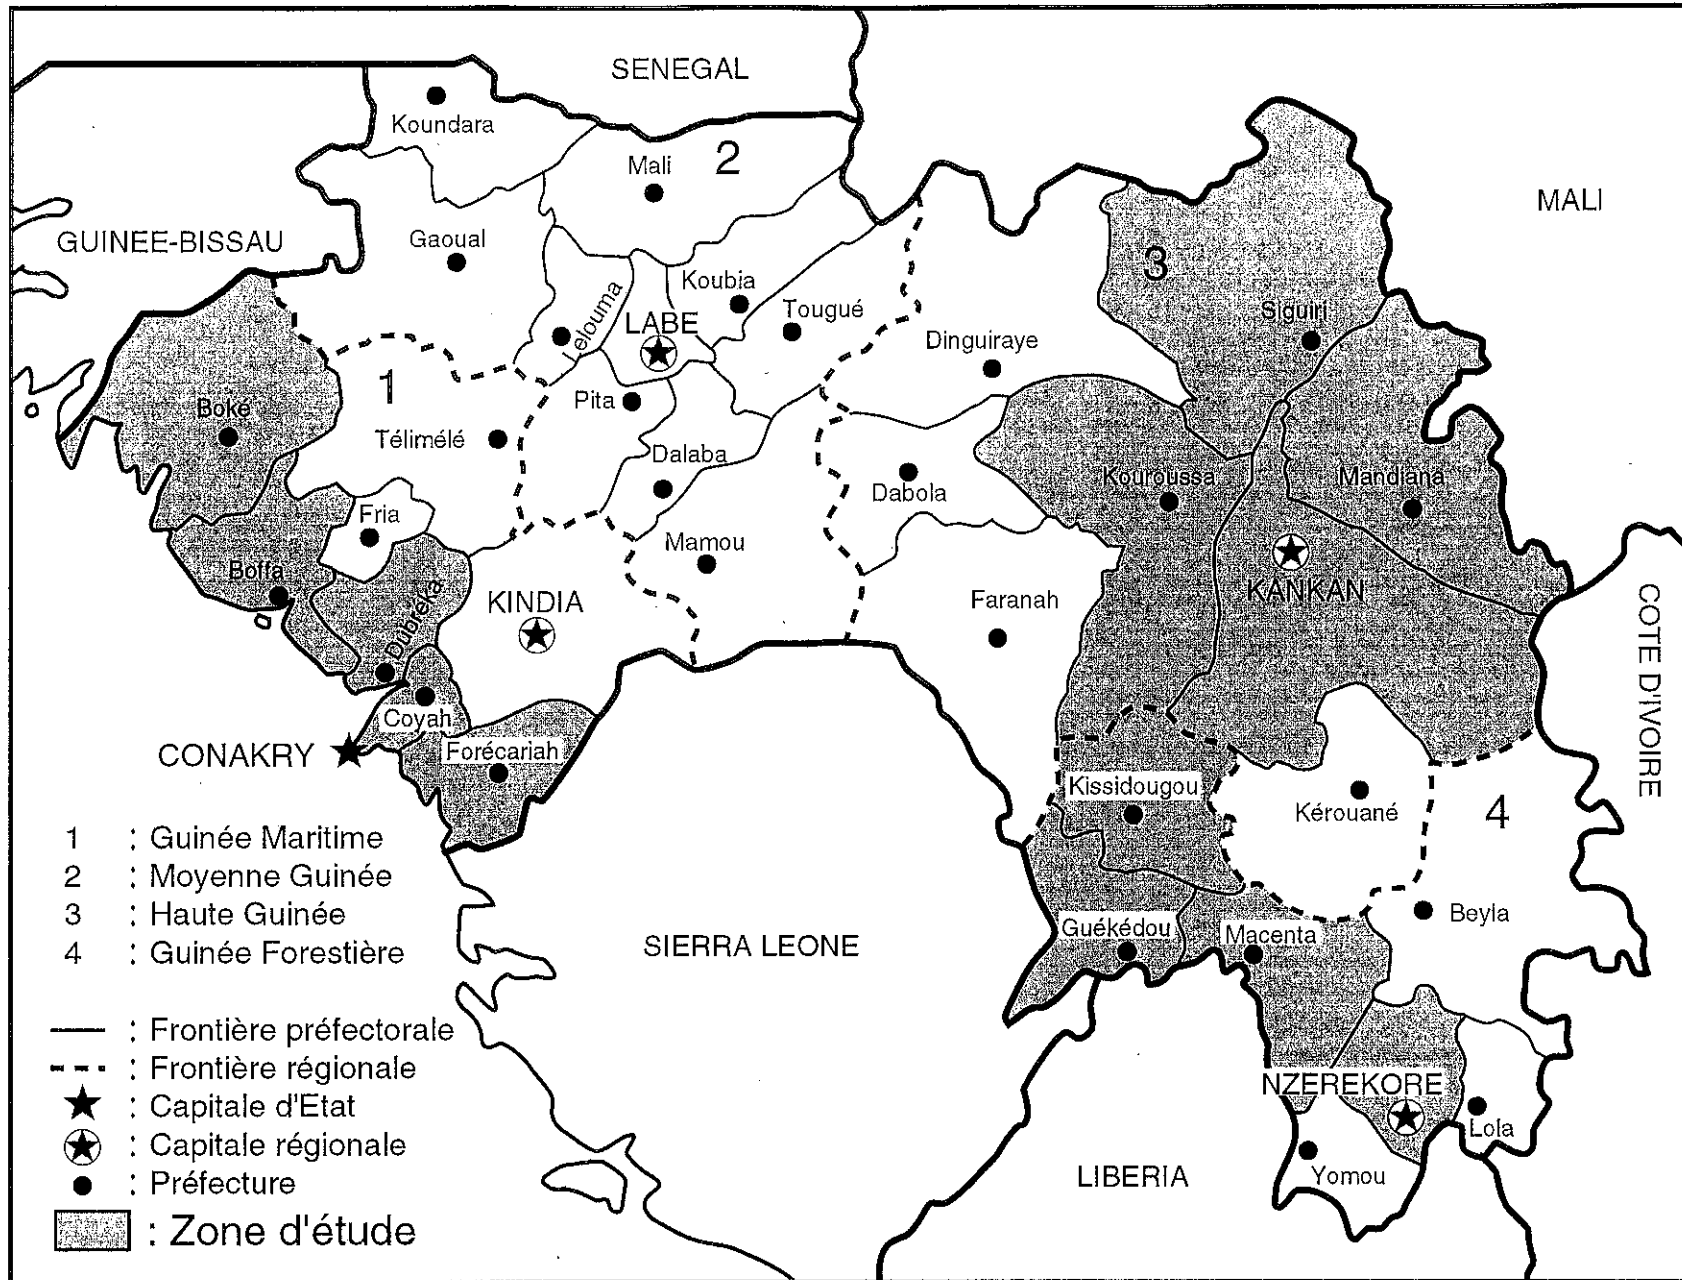 SENEGAL
Koundara
Mali
2
MALI
GUINEE-BISSAU
Gaoual
3
Koubia
Lelouma
LABE
Tougué
Siguiri
Dinguiraye
1
Pita
Boké
Télimélé
Dalaba
Kouroussa
Mandiana
Dabola
Fria
Mamou
Boffa
Dubréka
KINDIA
Faranah
KANKAN
COTE D'IVOIRE
Coyah
CONAKRY
Forécariah
Kissidougou
Kérouané
4
Beyla
Guékédou
Macenta
SIERRA LEONE
NZEREKORE
Lola
Yomou
LIBERIA
1 : Guinée Maritime
2 : Moyenne Guinée
3 : Haute Guinée
4 : Guinée Forestière
: Frontière préfectorale
: Frontière régionale
: Capitale d'Etat
: Capitale régionale
: Préfecture
: Zone d'étude